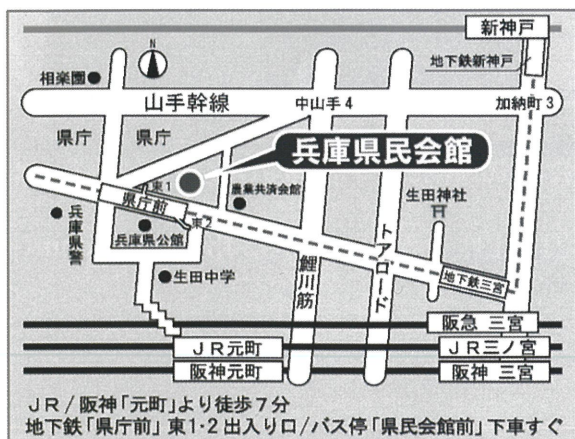 新神戸
地下鉄新神戸
N
相楽園
山手幹線
中山手4
加納町3
県庁
県庁
兵庫県民会館
東1
県庁前
農業共済会館
生田神社
東2
兵庫県警
兵庫県公館
生田中学
鯉川筋
トアロード
地下鉄三宮
阪急 三宮
JR元町
JR三ノ宮
阪神元町
阪神 三宮
JR/阪神「元町」より徒歩7分
地下鉄「県庁前」東1・2出入り口/バス停「県民会館前」下車すぐ